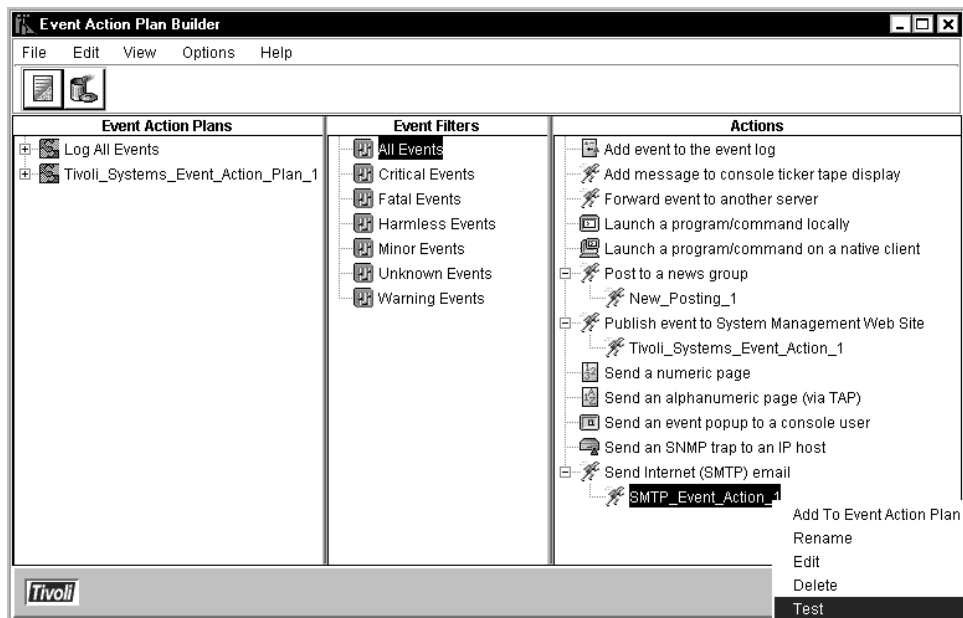 Event Action Plan Builder
File Edit View Options Help
Event Action Plans
Log All Events
Tivoli_Systems_Event_Action_Plan_1
Event Filters
All Events
Critical Events
Fatal Events
Harmless Events
Minor Events
Unknown Events
Warning Events
Actions
Add event to the event log
Add message to console ticker tape display
Forward event to another server
Launch a program/command locally
Launch a program/command on a native client
Post to a news group
New_Posting_1
Publish event to System Management Web Site
Tivoli_Systems_Event_Action_1
Send a numeric page
Send an alphanumeric page (via TAP)
Send an event popup to a console user
Send an SNMP trap to an IP host
Send Internet (SMTP) email
SMTP_Event_Action_1
Add To Event Action Plan
Rename
Edit
Delete
Test
Tivoli